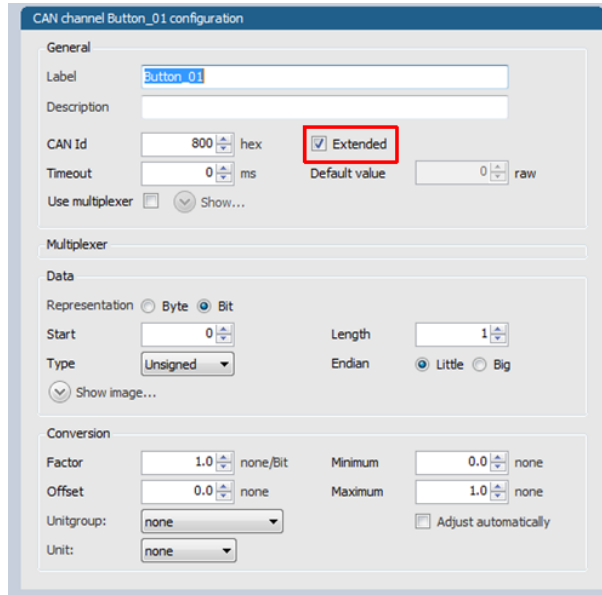 CAN channel Button_01 configuration
General
Label Button_01
Description
CAN Id 800 hex Extended
Timeout 0 ms Default value 0 raw
Use multiplexer Show...
Multiplexer
Data
Representation Byte Bit
Start 0 Length 1
Type Unsigned Endian Little Big
Show image...
Conversion
Factor 1.0 none/Bit Minimum 0.0 none
Offset 0.0 none Maximum 1.0 none
Unitgroup: none Adjust automatically
Unit: none